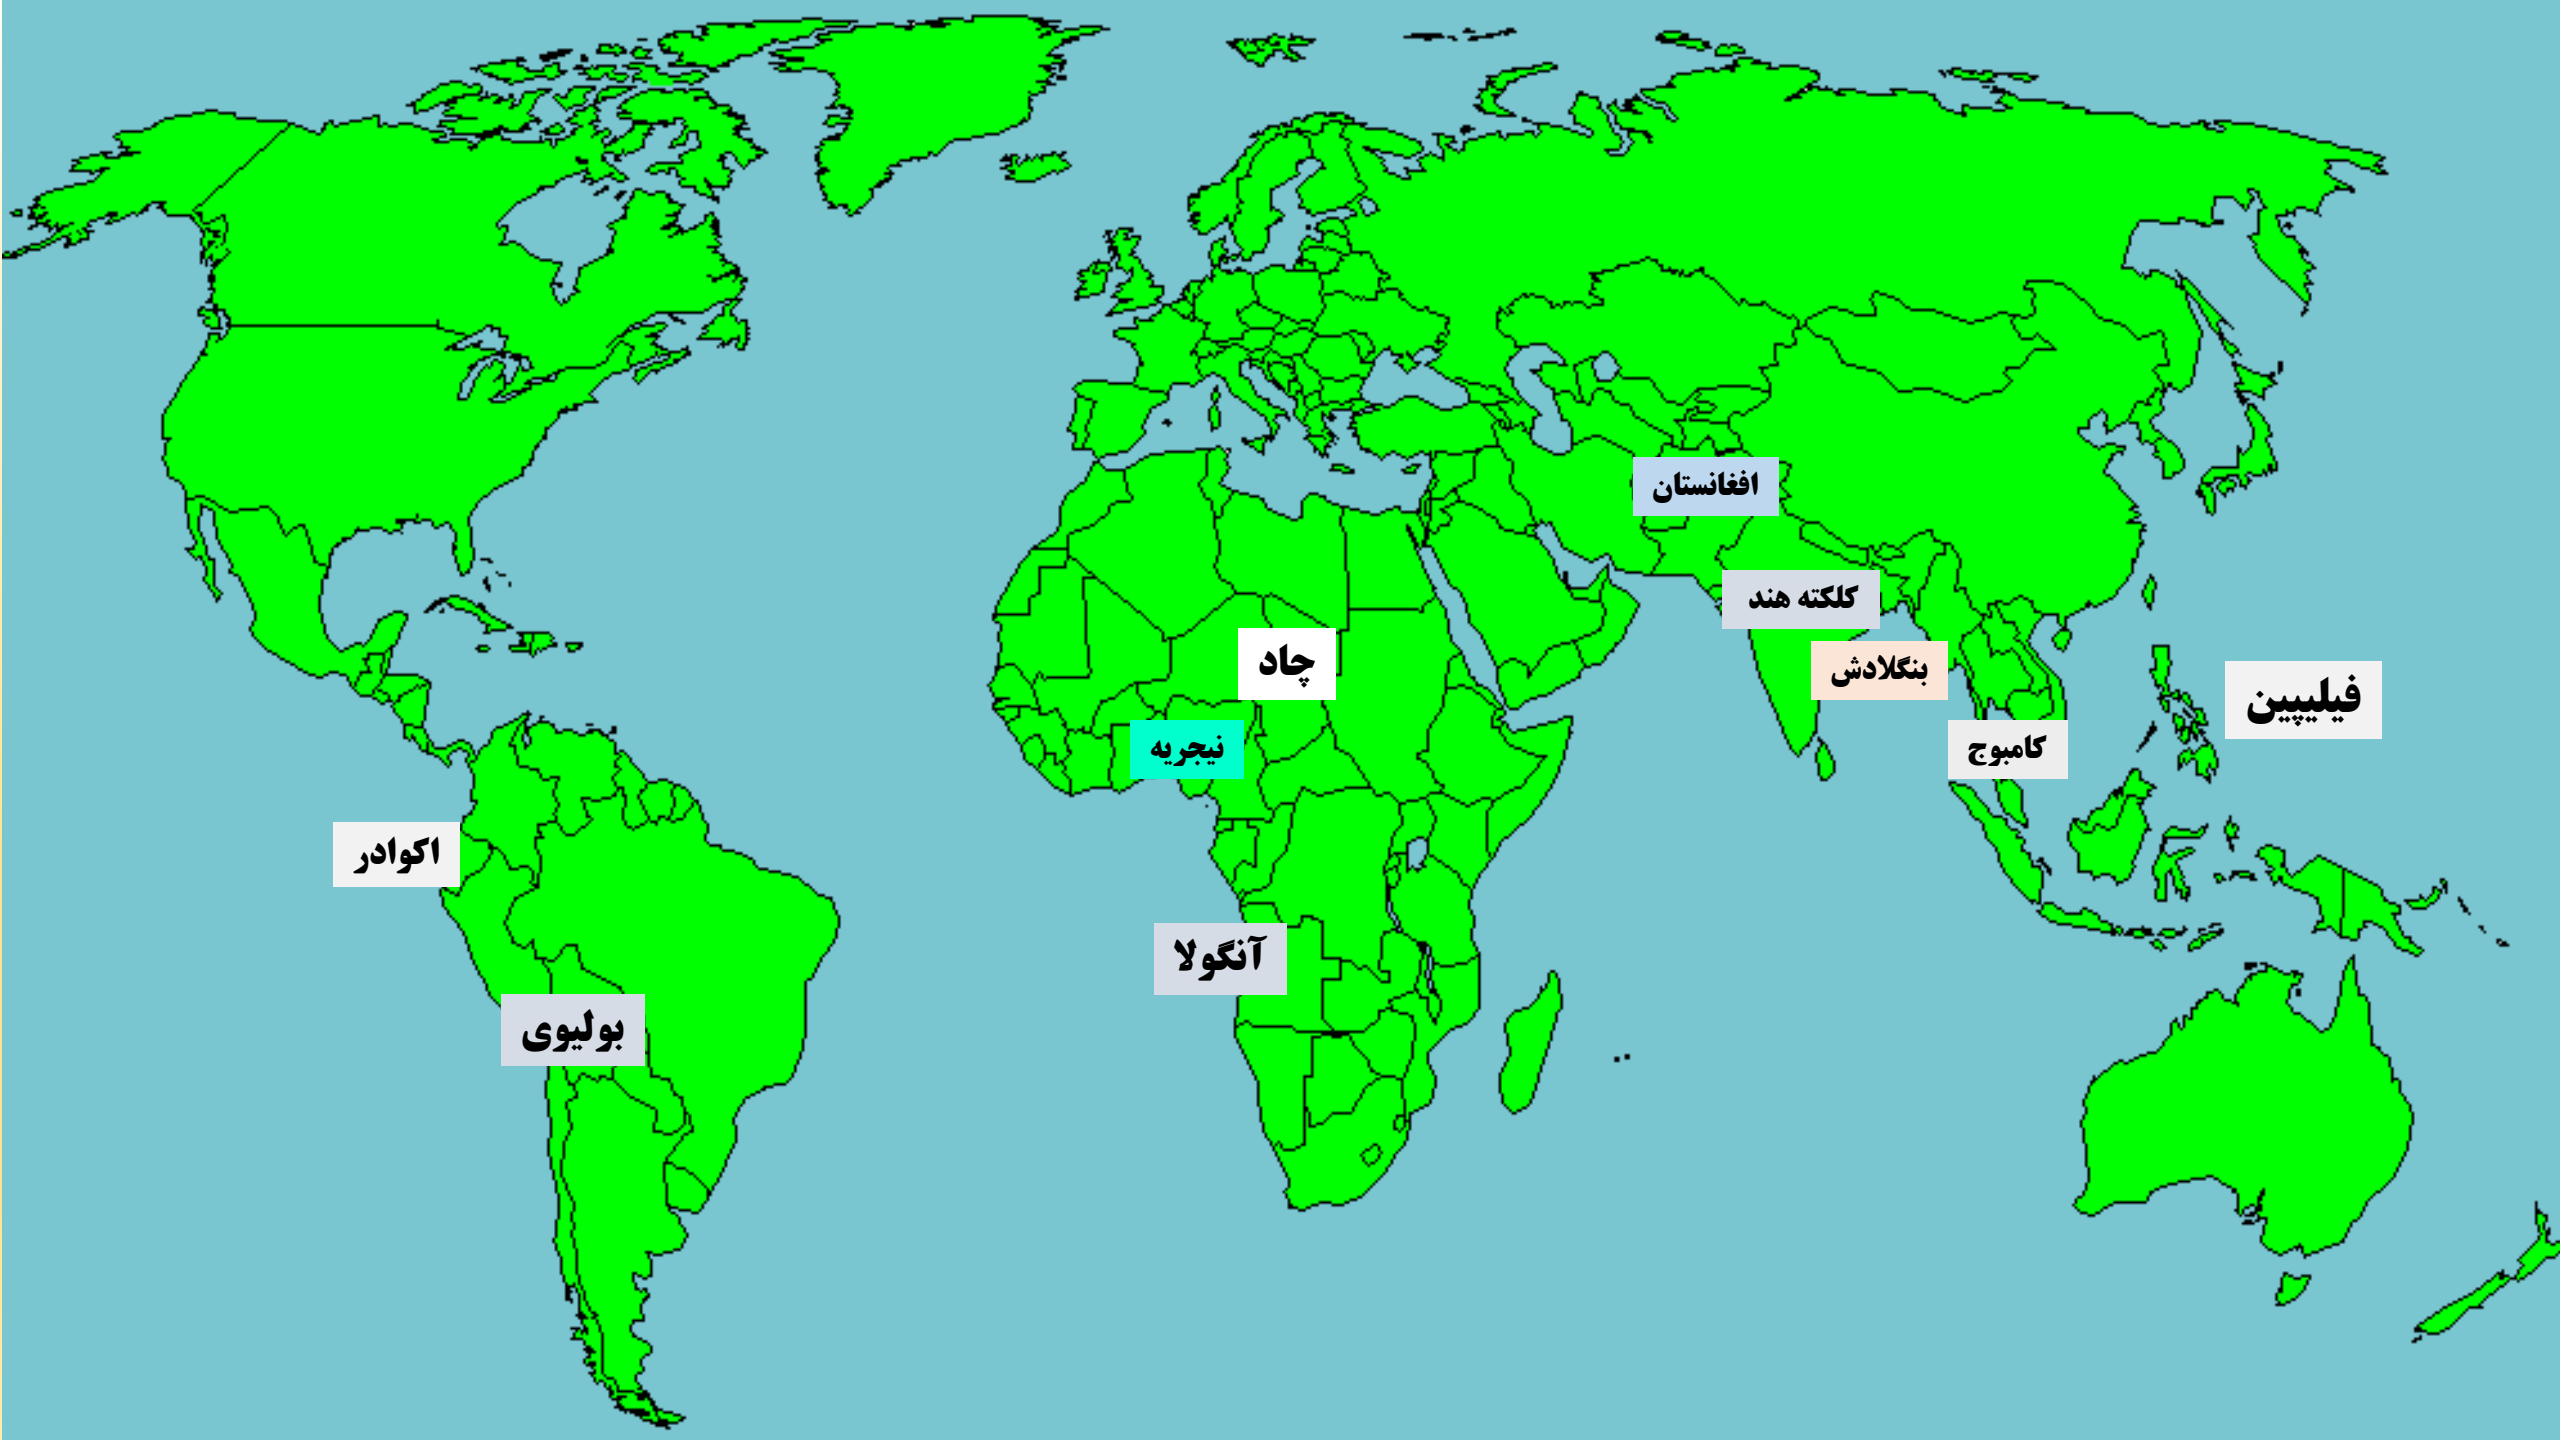 افغانستان
کلکته هند
چاد
بنگلادش
فیلیپین
نیجریه
کامبوج
اکوادر
آنگولا
بولیوی